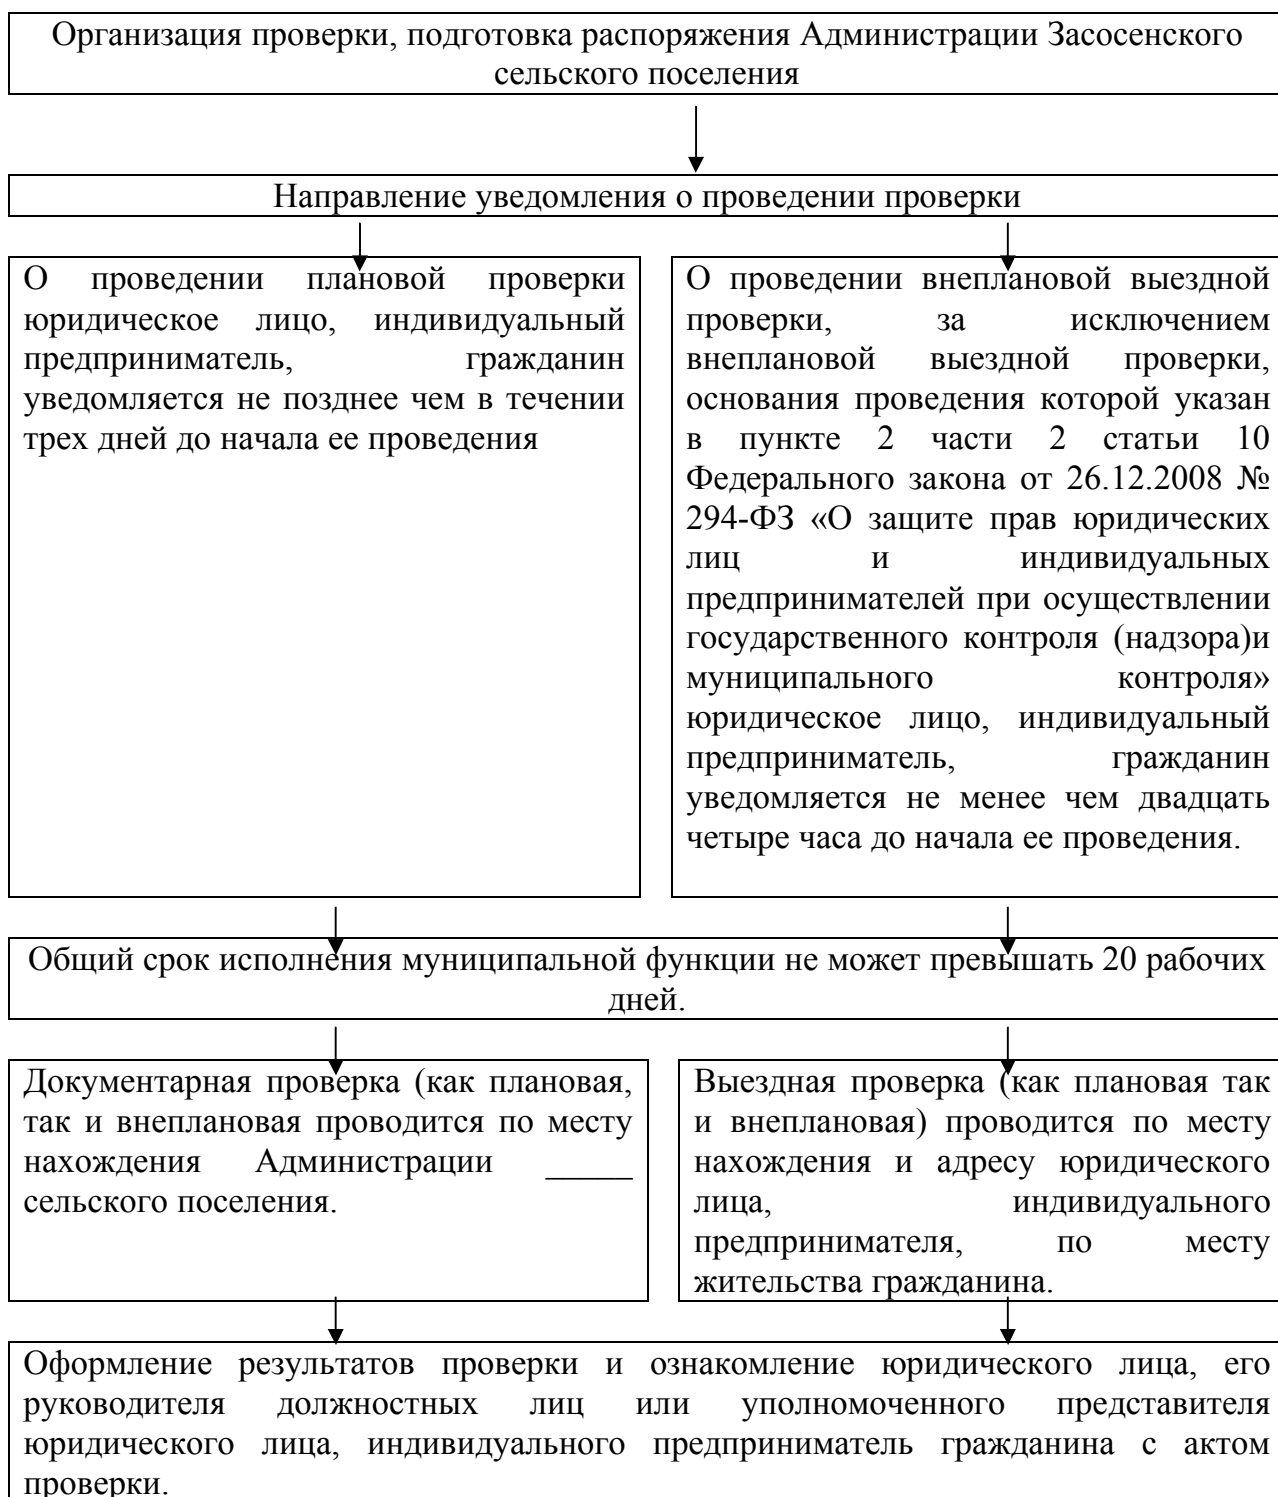 Организация проверки, подготовка распоряжения Администрации Засосенского
сельского поселения
Направление уведомления о проведении проверки
О проведении плановой проверки
юридическое лицо, индивидуальный
предприниматель, гражданин
уведомляется не позднее чем в течении
трех дней до начала ее проведения
О проведении внеплановой выездной
проверки, за исключением
внеплановой выездной проверки,
основания проведения которой указан
в пункте 2 части 2 статьи 10
Федерального закона от 26.12.2008 №
294-ФЗ «О защите прав юридических
лиц и индивидуальных
предпринимателей при осуществлении
государственного контроля (надзора)и
муниципального контроля»
юридическое лицо, индивидуальный
предприниматель, гражданин
уведомляется не менее чем двадцать
четыре часа до начала ее проведения.
Общий срок исполнения муниципальной функции не может превышать 20 рабочих
дней.
Документарная проверка (как плановая,
так и внеплановая проводится по месту
нахождения Администрации _____
сельского поселения.
Выездная проверка (как плановая так
и внеплановая) проводится по месту
нахождения и адресу юридического
лица, индивидуального
предпринимателя, по месту
жительства гражданина.
Оформление результатов проверки и ознакомление юридического лица, его
руководителя должностных лиц или уполномоченного представителя
юридического лица, индивидуального предприниматель гражданина с актом
проверки.